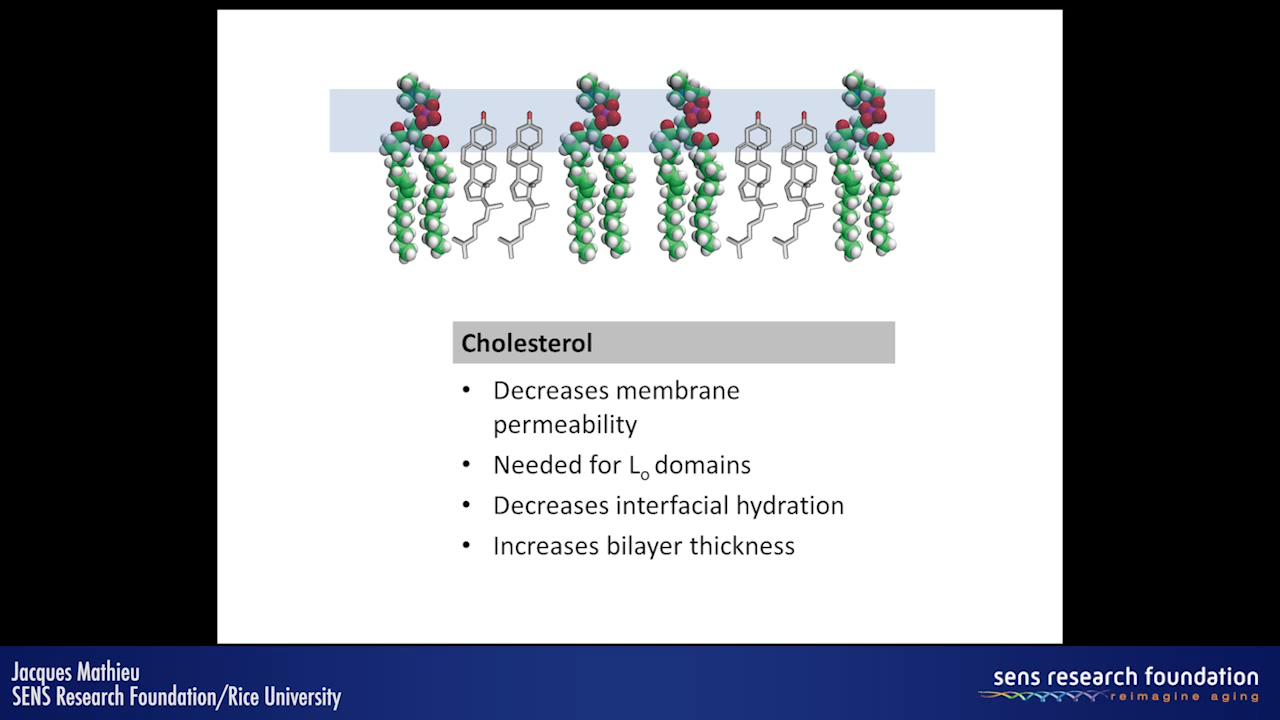 Cholesterol
• Decreases membrane
permeability
• Needed for Lo domains
• Decreases interfacial hydration
• Increases bilayer thickness
Jacques Mathieu
SENS Research Foundation/Rice University
sens research foundation
reimagine aging